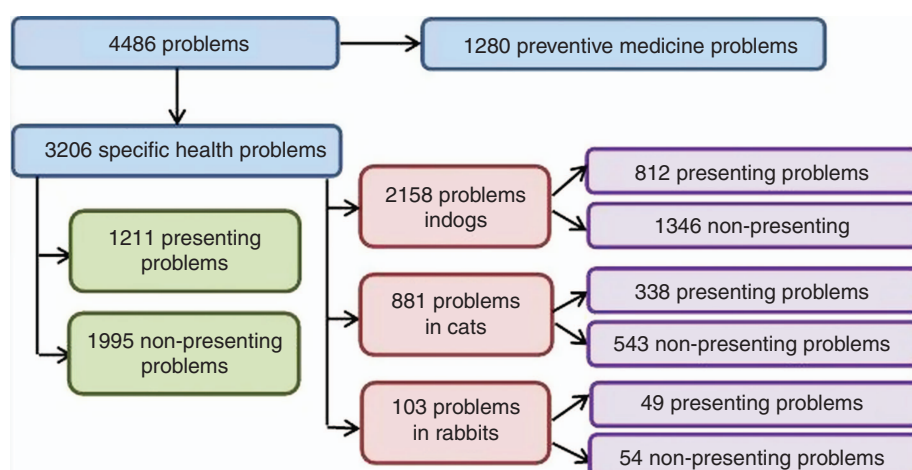 4486 problems
1280 preventive medicine problems
3206 specific health problems
1211 presenting
problems
1995 non-presenting
problems
2158 problems
indogs
812 presenting problems
1346 non-presenting
881 problems
in cats
338 presenting problems
543 non-presenting problems
103 problems
in rabbits
49 presenting problems
54 non-presenting problems